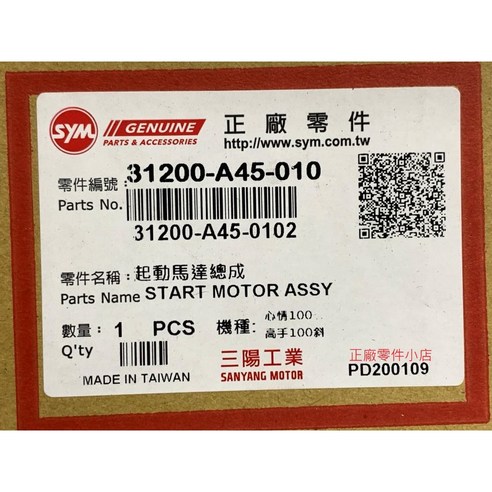 SYM GENUINE 正廠零件
PARTS & ACCESSORIES http://www.sym.com.tw
零件編號: 31200-A45-010
Parts No.
31200-A45-0102
零件名稱: 起動馬達總成
Parts Name START MOTOR ASSY
數量: 1 PCS 機種: 心情100
Q'ty 高手100斜
三陽工業 正廠零件小店
MADE IN TAIWAN SANYANG MOTOR PD200109